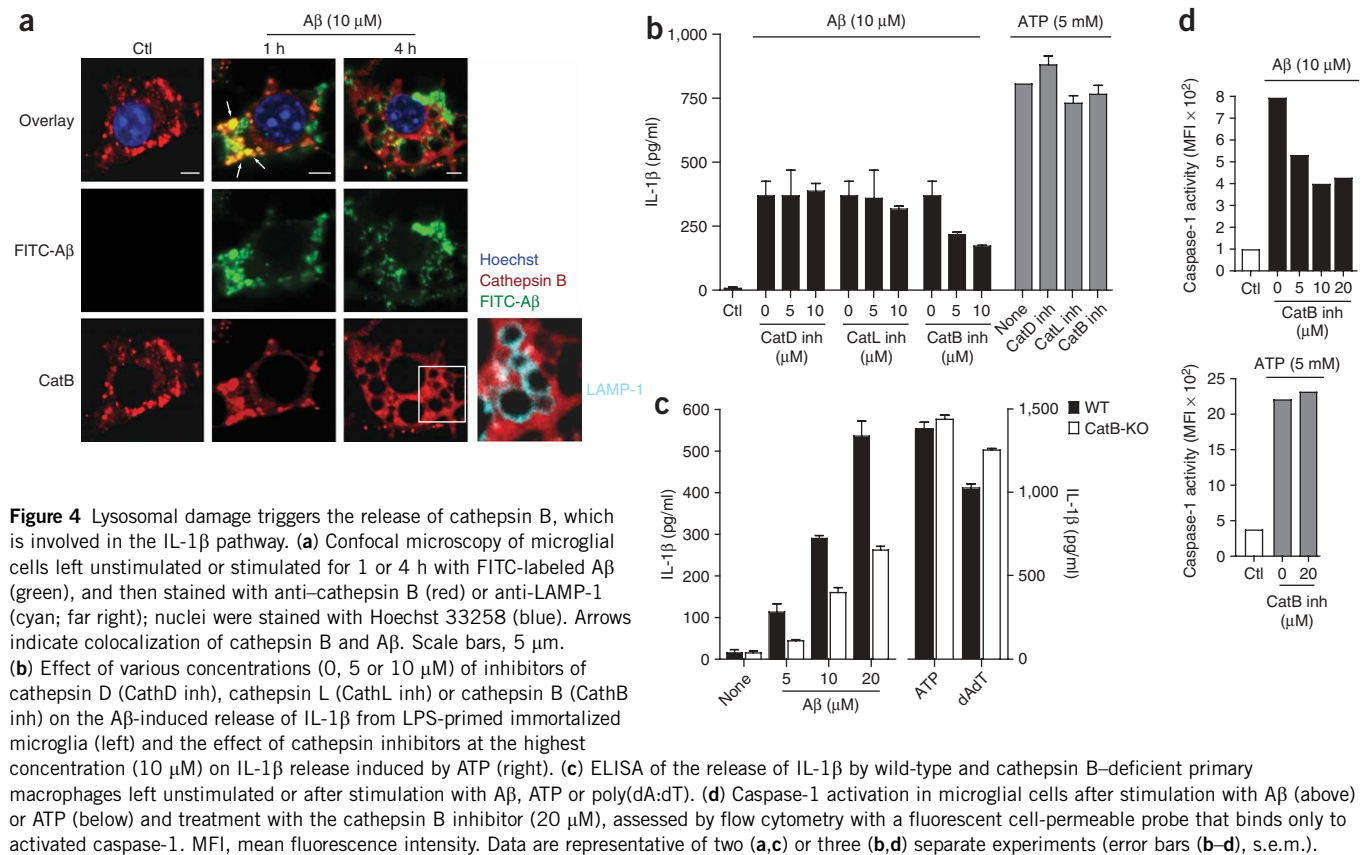 a
Aβ (10 μM)
Ctl
1 h
4 h
Overlay
FITC-Aβ
CatB
Hoechst
Cathepsin B
FITC-Aβ
LAMP-1
b
Aβ (10 μM)
ATP (5 mM)
IL-1β (pg/ml)
1,000
750
500
250
0
Ctl
0 5 10
0 5 10
0 5 10
CatD inh
(μM)
CatL inh
(μM)
CatB inh
(μM)
None
CatD inh
CatL inh
CatB inh
c
IL-1β (pg/ml)
600
500
400
300
200
100
0
None
5 10 20
Aβ (μM)
ATP
dAdT
1,500
1,000
500
0
IL-1β
(pg/ml)
WT
CatB-KO
d
Aβ (10 μM)
Caspase-1 activity (MFI × 10²)
8
7
6
5
4
3
2
1
0
Ctl
0 5 10 20
CatB inh
(μM)
ATP (5 mM)
Caspase-1 activity (MFI × 10²)
25
20
15
10
5
0
Ctl
0 20
CatB inh
(μM)
Figure 4 Lysosomal damage triggers the release of cathepsin B, which
is involved in the IL-1β pathway. (a) Confocal microscopy of microglial
cells left unstimulated or stimulated for 1 or 4 h with FITC-labeled Aβ
(green), and then stained with anti–cathepsin B (red) or anti-LAMP-1
(cyan; far right); nuclei were stained with Hoechst 33258 (blue). Arrows
indicate colocalization of cathepsin B and Aβ. Scale bars, 5 μm.
(b) Effect of various concentrations (0, 5 or 10 μM) of inhibitors of
cathepsin D (CathD inh), cathepsin L (CathL inh) or cathepsin B (CathB
inh) on the Aβ-induced release of IL-1β from LPS-primed immortalized
microglia (left) and the effect of cathepsin inhibitors at the highest
concentration (10 μM) on IL-1β release induced by ATP (right). (c) ELISA of the release of IL-1β by wild-type and cathepsin B–deficient primary
macrophages left unstimulated or after stimulation with Aβ, ATP or poly(dA:dT). (d) Caspase-1 activation in microglial cells after stimulation with Aβ (above)
or ATP (below) and treatment with the cathepsin B inhibitor (20 μM), assessed by flow cytometry with a fluorescent cell-permeable probe that binds only to
activated caspase-1. MFI, mean fluorescence intensity. Data are representative of two (a,c) or three (b,d) separate experiments (error bars (b–d), s.e.m.).